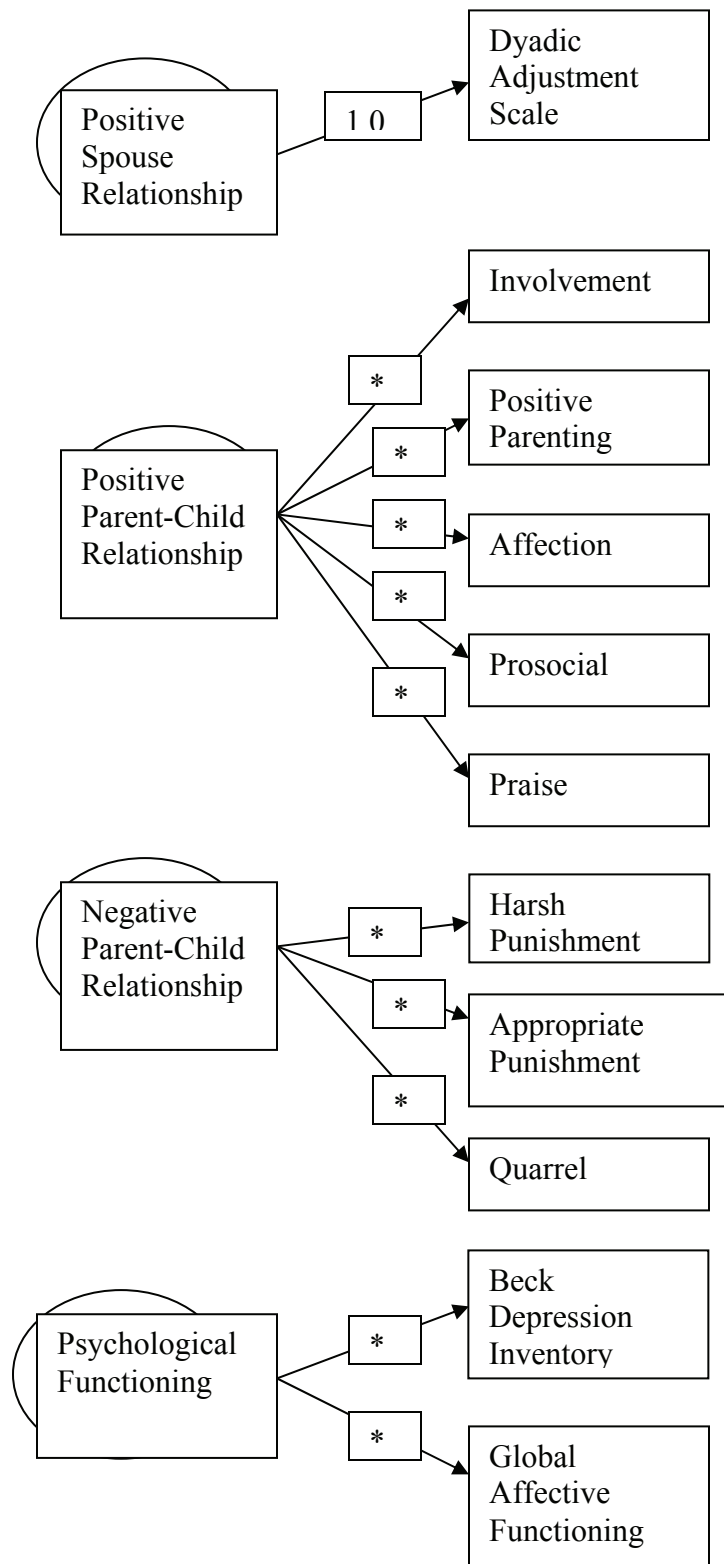 Positive
Spouse
Relationship
1.0
Dyadic
Adjustment
Scale
Positive
Parent-Child
Relationship
*
Involvement
*
Positive
Parenting
*
Affection
*
Prosocial
*
Praise
Negative
Parent-Child
Relationship
*
Harsh
Punishment
*
Appropriate
Punishment
*
Quarrel
Psychological
Functioning
*
Beck
Depression
Inventory
*
Global
Affective
Functioning